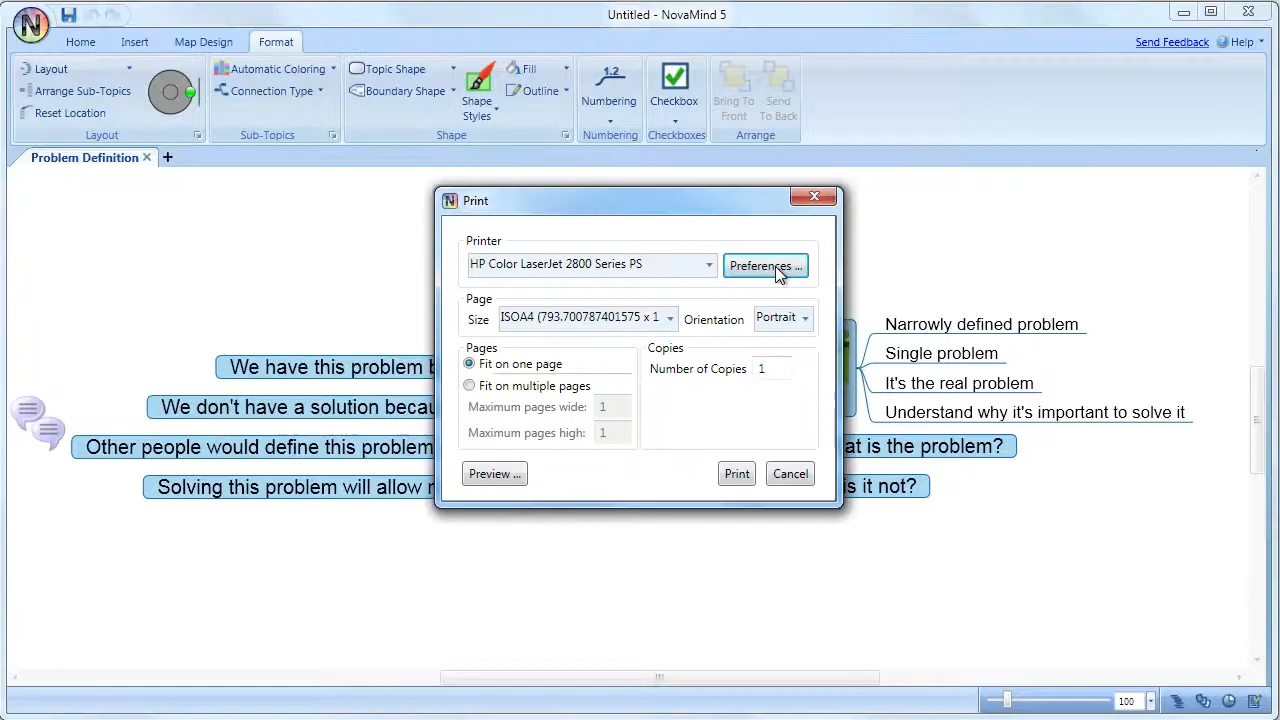 Untitled - NovaMind 5
Home Insert Map Design Format Send Feedback Help
Layout Automatic Coloring Topic Shape Fill
Arrange Sub-Topics Connection Type Boundary Shape Outline
Reset Location
Shape Styles
1.2
Numbering
Checkbox
Bring To Front
Send To Back
Layout Sub-Topics Shape Numbering Checkboxes Arrange
Problem Definition
Print
Printer
HP Color LaserJet 2800 Series PS Preferences ...
Page
Size ISOA4 (793.700787401575 x 1 Orientation Portrait
Pages Copies
Fit on one page Number of Copies 1
Fit on multiple pages
Maximum pages wide: 1
Maximum pages high: 1
Preview ... Print Cancel
We have this problem
We don't have a solution
Other people would define this problem
Solving this problem will allow
Narrowly defined problem
Single problem
It's the real problem
Understand why it's important to solve it
is the problem?
is it not?
100